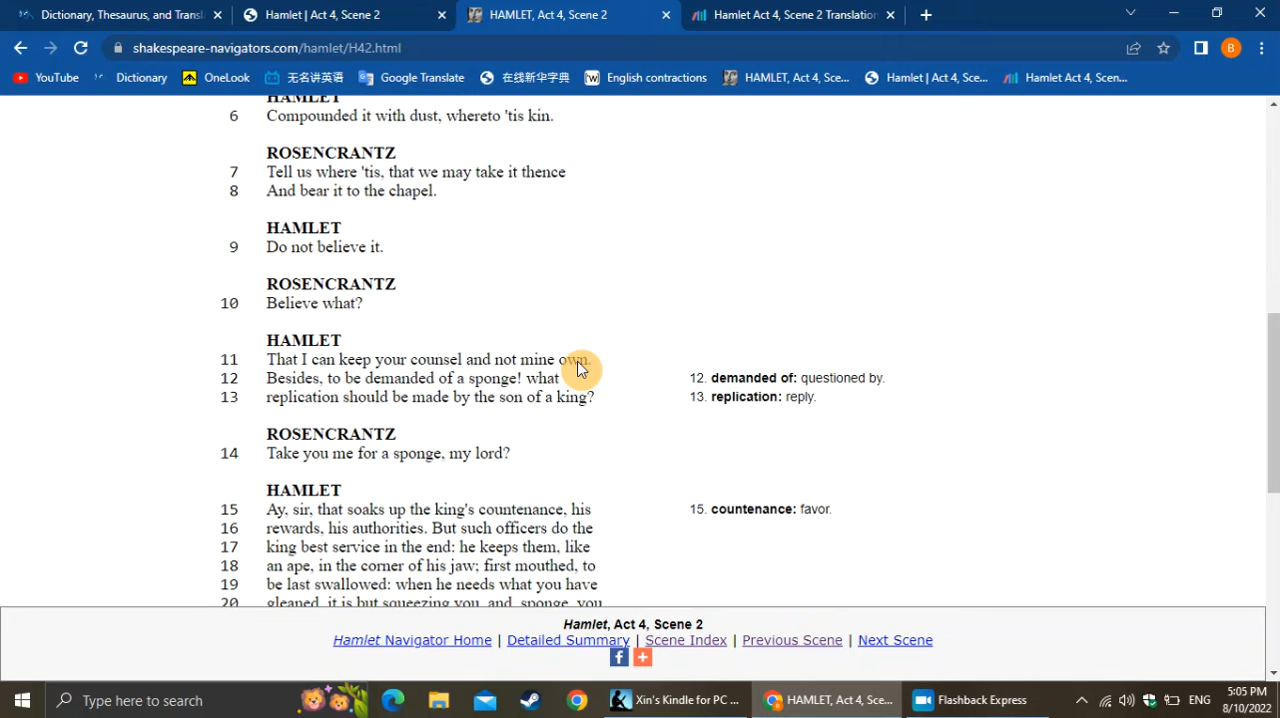 Dictionary, Thesaurus, and Transl
Hamlet | Act 4, Scene 2
HAMLET, Act 4, Scene 2
Hamlet Act 4, Scene 2 Translation
shakespeare-navigators.com/hamlet/H42.html
B
YouTube
Dictionary
OneLook
无名讲英语
Google Translate
在线新华字典
English contractions
HAMLET, Act 4, Sce...
Hamlet | Act 4, Sce...
Hamlet Act 4, Scen...
HAMLET
6 Compounded it with dust, whereto 'tis kin.
ROSENCRANTZ
7 Tell us where 'tis, that we may take it thence
8 And bear it to the chapel.
HAMLET
9 Do not believe it.
ROSENCRANTZ
10 Believe what?
HAMLET
11 That I can keep your counsel and not mine own.
12 Besides, to be demanded of a sponge! what
12. demanded of: questioned by.
13 replication should be made by the son of a king?
13. replication: reply.
ROSENCRANTZ
14 Take you me for a sponge, my lord?
HAMLET
15 Ay, sir, that soaks up the king's countenance, his
15. countenance: favor.
16 rewards, his authorities. But such officers do the
17 king best service in the end: he keeps them, like
18 an ape, in the corner of his jaw; first mouthed, to
19 be last swallowed: when he needs what you have
20 gleaned, it is but squeezing you, and, sponge, you
Hamlet, Act 4, Scene 2
Hamlet Navigator Home | Detailed Summary | Scene Index | Previous Scene | Next Scene
Type here to search
Xin's Kindle for PC ...
HAMLET, Act 4, Sce...
Flashback Express
ENG
5:05 PM
8/10/2022